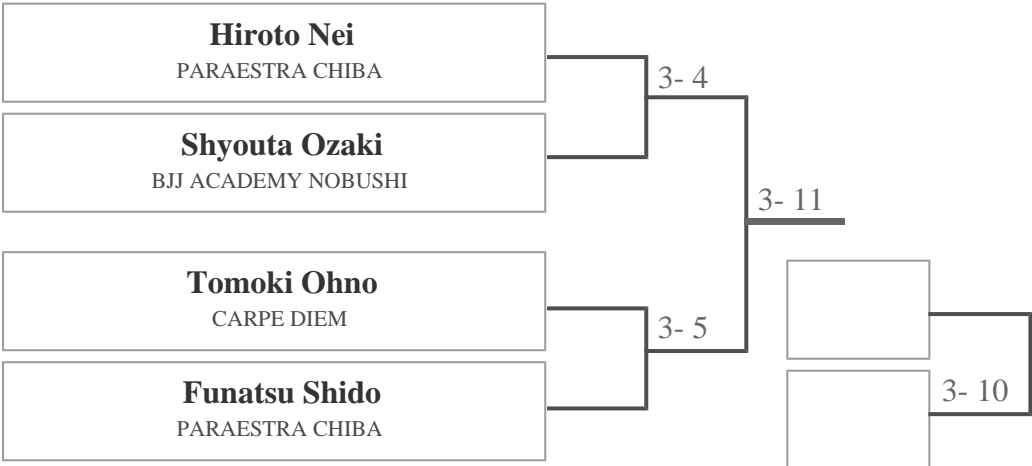 Hiroto Nei
PARAESTRA CHIBA
3- 4
Shyouta Ozaki
BJJ ACADEMY NOBUSHI
3- 11
Tomoki Ohno
CARPE DIEM
3- 5
Funatsu Shido
PARAESTRA CHIBA
3- 10